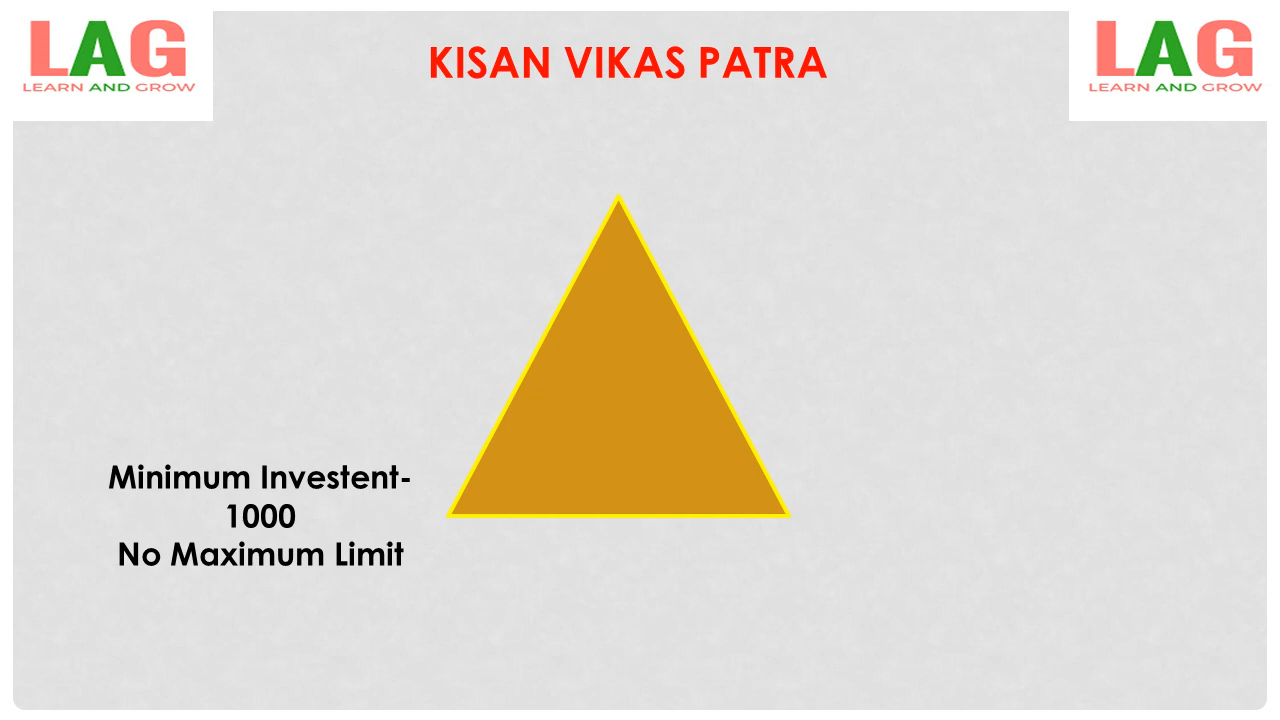 LAG
LEARN AND GROW
KISAN VIKAS PATRA
LAG
LEARN AND GROW
Minimum Investent-
1000
No Maximum Limit